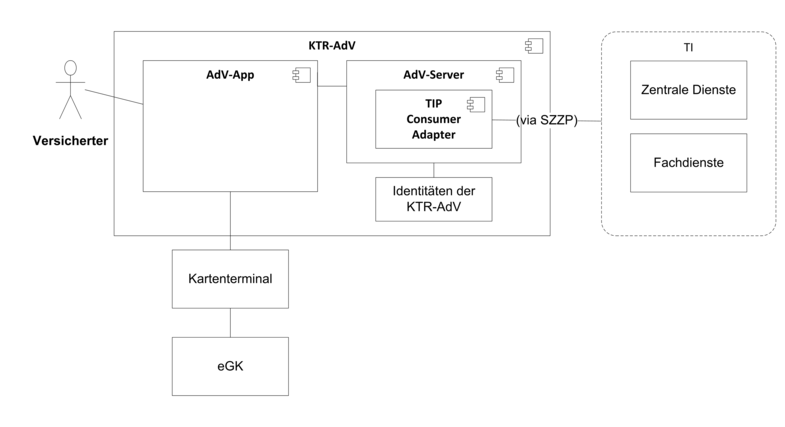 KTR-AdV
AdV-App
AdV-Server
TIP
Consumer
Adapter
(via SZZP)
TI
Zentrale Dienste
Fachdienste
Versicherter
Identitäten der
KTR-AdV
Kartenterminal
eGK